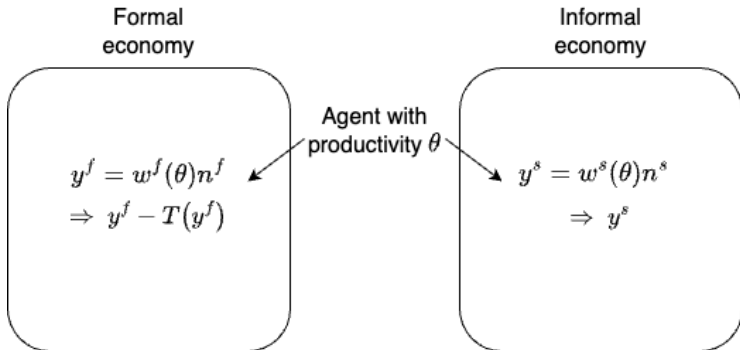 Formal
economy
Informal
economy
Agent with
productivity θ
y^f = w^f(θ)n^f
⇒ y^f − T(y^f)
y^s = w^s(θ)n^s
⇒ y^s